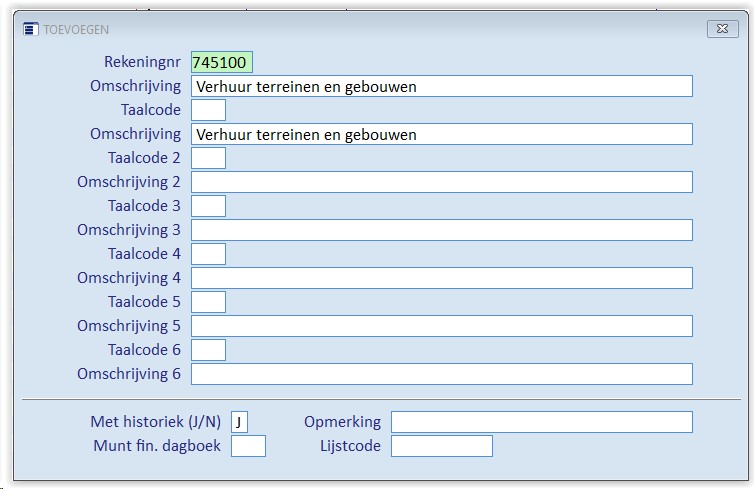 TOEVOEGEN
Rekeningnr 745100
Omschrijving Verhuur terreinen en gebouwen
Taalcode
Omschrijving Verhuur terreinen en gebouwen
Taalcode 2
Omschrijving 2
Taalcode 3
Omschrijving 3
Taalcode 4
Omschrijving 4
Taalcode 5
Omschrijving 5
Taalcode 6
Omschrijving 6
Met historiek (J/N) J Opmerking
Munt fin. dagboek Lijstcode